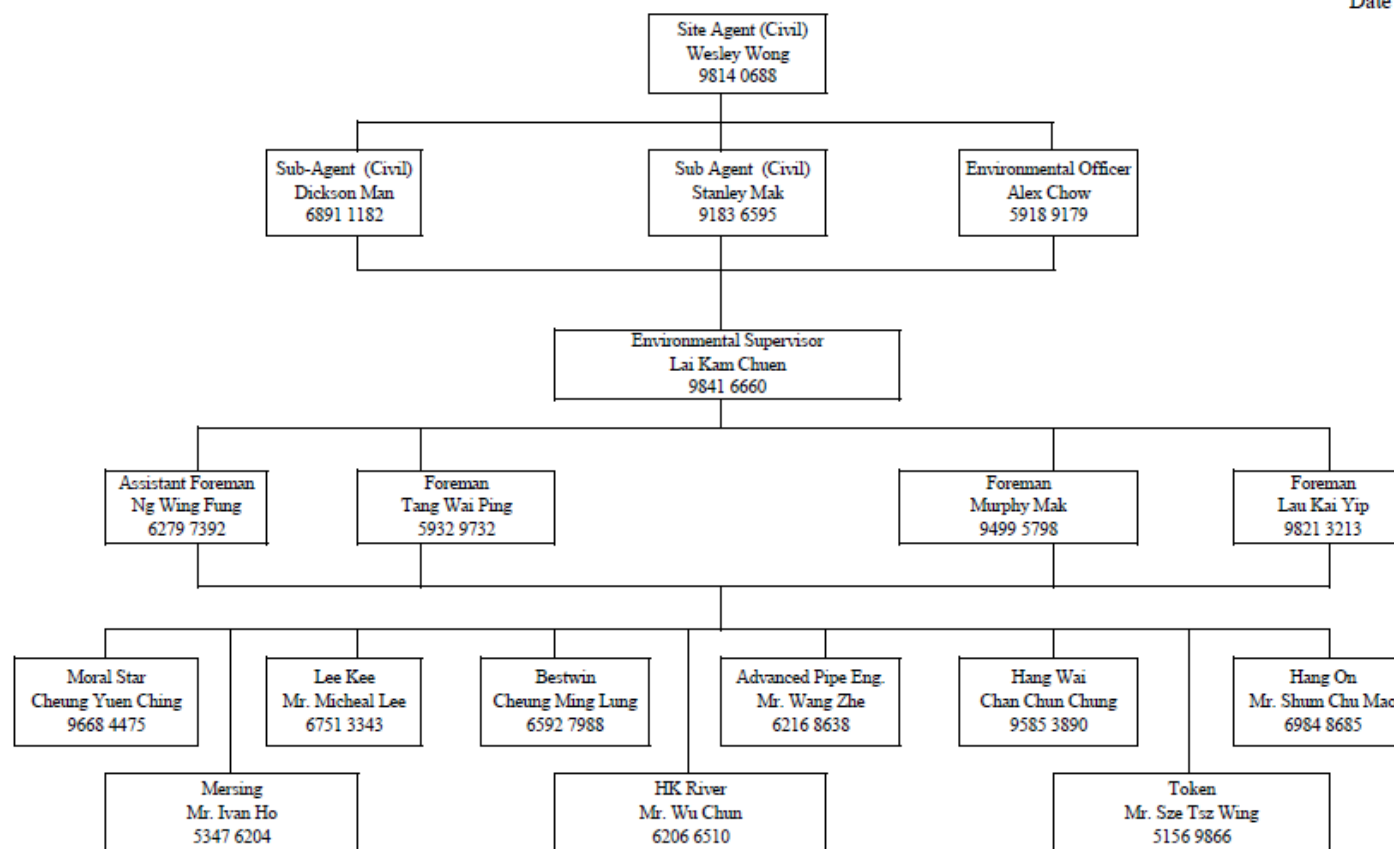 Date
Site Agent (Civil)
Wesley Wong
9814 0688
Sub-Agent (Civil)
Dickson Man
6891 1182
Sub Agent (Civil)
Stanley Mak
9183 6595
Environmental Officer
Alex Chow
5918 9179
Environmental Supervisor
Lai Kam Chuen
9841 6660
Assistant Foreman
Ng Wing Fung
6279 7392
Foreman
Tang Wai Ping
5932 9732
Foreman
Murphy Mak
9499 5798
Foreman
Lau Kai Yip
9821 3213
Moral Star
Cheung Yuen Ching
9668 4475
Lee Kee
Mr. Micheal Lee
6751 3343
Bestwin
Cheung Ming Lung
6592 7988
Advanced Pipe Eng.
Mr. Wang Zhe
6216 8638
Hang Wai
Chan Chun Chung
9585 3890
Hang On
Mr. Shum Chu Mac
6984 8685
Mersing
Mr. Ivan Ho
5347 6204
HK River
Mr. Wu Chun
6206 6510
Token
Mr. Sze Tsz Wing
5156 9866